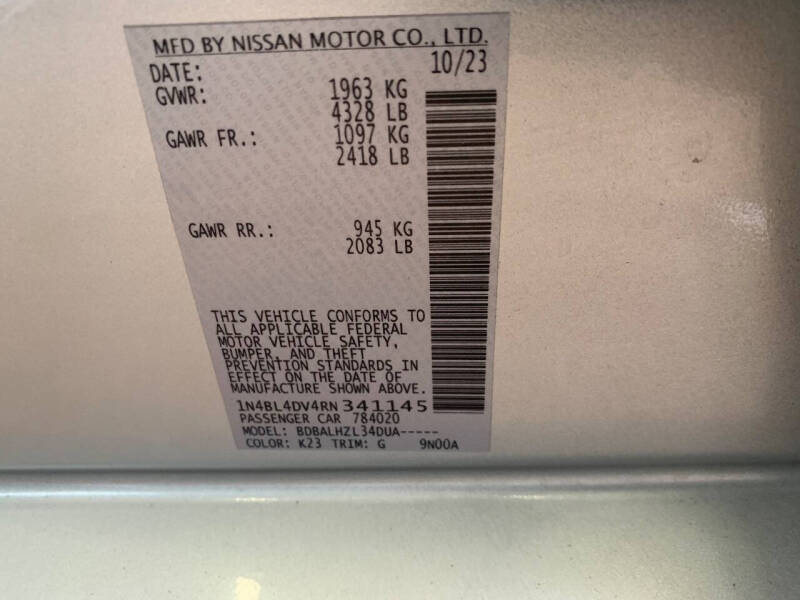 MFD BY NISSAN MOTOR CO., LTD.
DATE: 10/23
GVWR: 1963 KG
4328 LB
GAWR FR.: 1097 KG
2418 LB
GAWR RR.: 945 KG
2083 LB
THIS VEHICLE CONFORMS TO
ALL APPLICABLE FEDERAL
MOTOR VEHICLE SAFETY,
BUMPER, AND THEFT
PREVENTION STANDARDS IN
EFFECT ON THE DATE OF
MANUFACTURE SHOWN ABOVE.
1N4BL4DV4RN341145
PASSENGER CAR 784020
MODEL: BDBALHZL34DUA-----
COLOR: K23 TRIM: G 9N00A